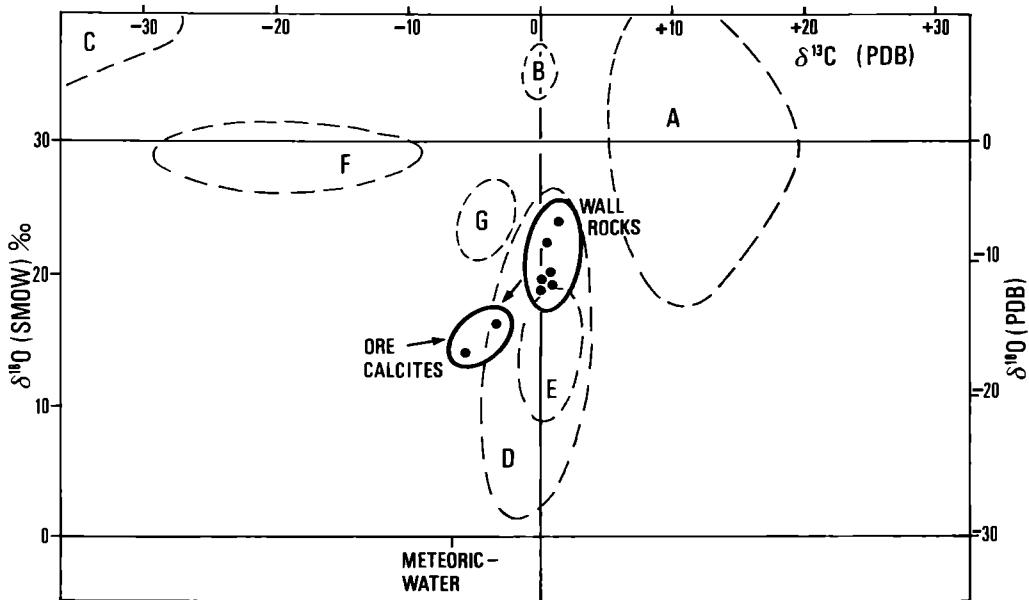 −30 −20 −10 0 +10 +20 +30
δ¹³C (PDB)
C
B
A
30
0
F
WALL
ROCKS
G
−10
20
ORE
CALCITES
E
−20
10
D
0
−30
METEORIC−
WATER
δ¹⁸O (SMOW) ‰
δ¹⁸O (PDB)